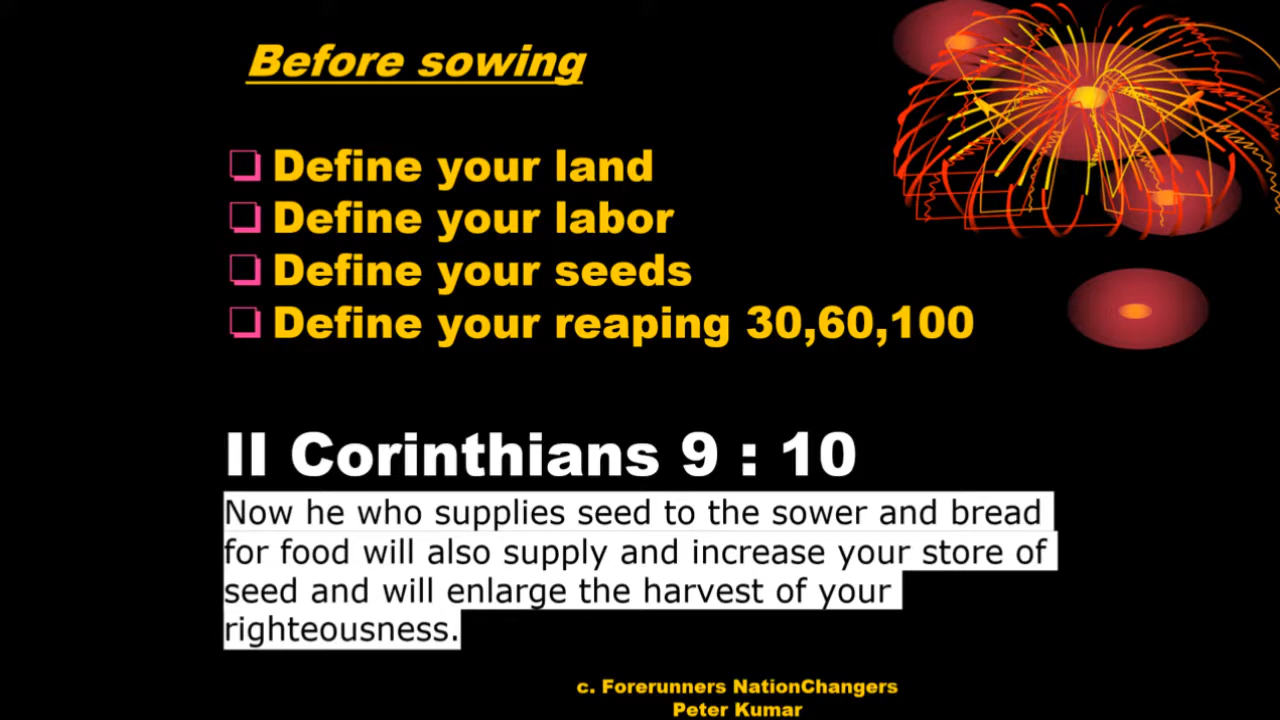 Before sowing
Define your land
Define your labor
Define your seeds
Define your reaping 30,60,100
II Corinthians 9 : 10
Now he who supplies seed to the sower and bread
for food will also supply and increase your store of
seed and will enlarge the harvest of your
righteousness.
c. Forerunners NationChangers
Peter Kumar